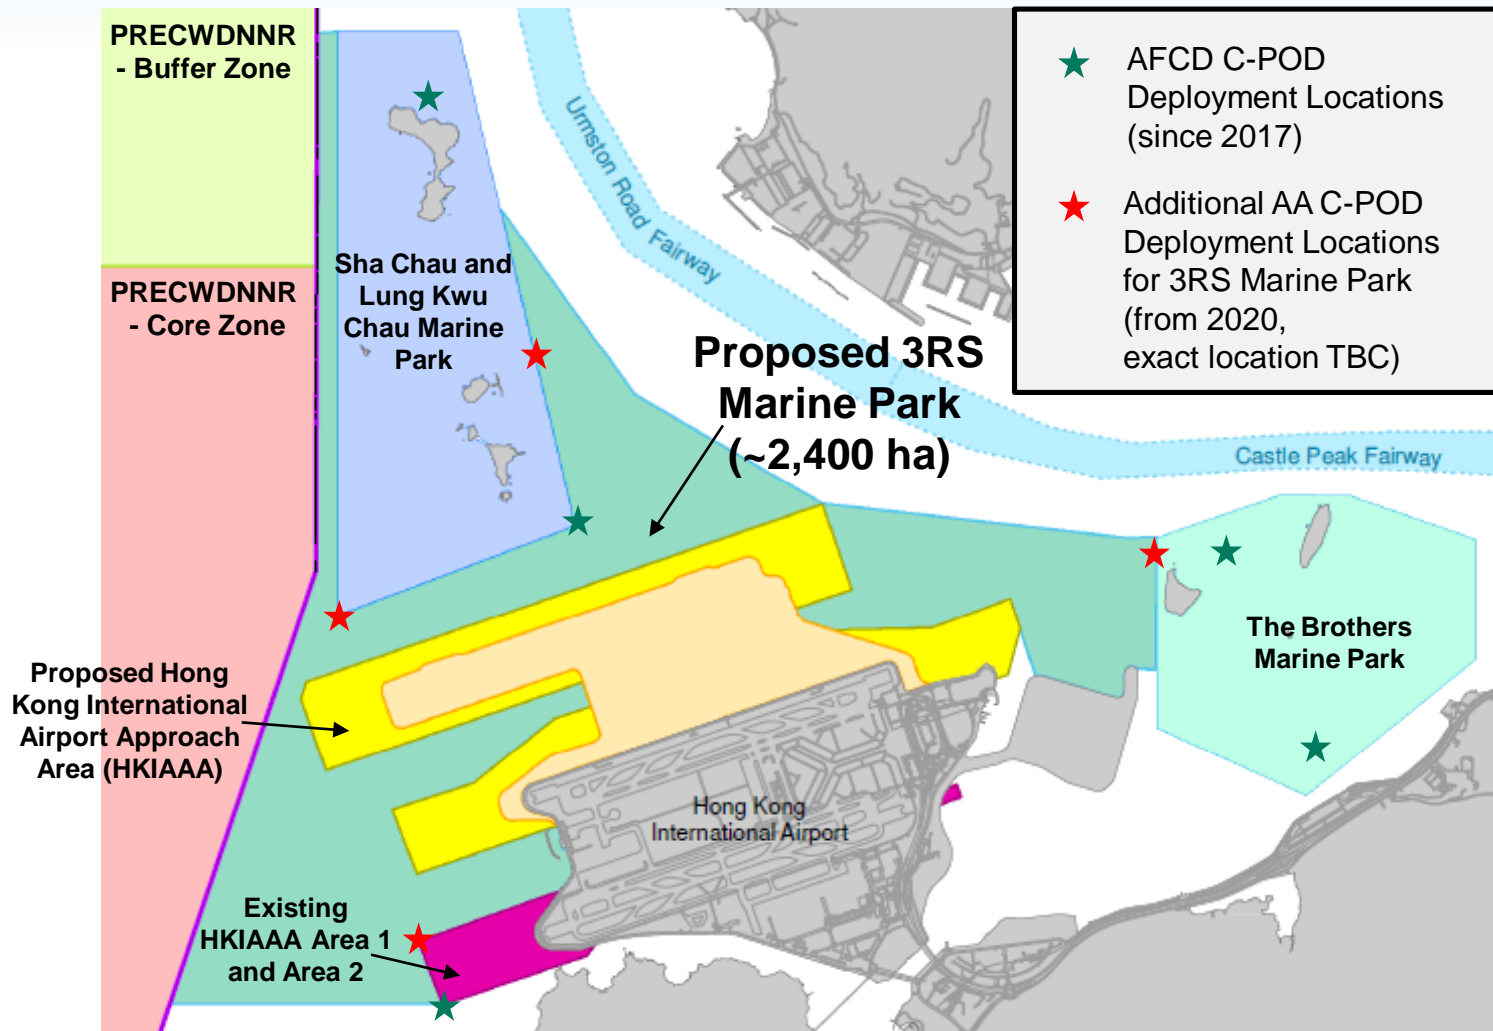 PRECWDNNR
- Buffer Zone
PRECWDNNR
- Core Zone
Sha Chau and
Lung Kwu
Chau Marine
Park
Urmston Road Fairway
AFCD C-POD
Deployment Locations
(since 2017)
Additional AA C-POD
Deployment Locations
for 3RS Marine Park
(from 2020,
exact location TBC)
Proposed 3RS
Marine Park
(~2,400 ha)
Castle Peak Fairway
The Brothers
Marine Park
Proposed Hong
Kong International
Airport Approach
Area (HKIAAA)
Hong Kong
International Airport
Existing
HKIAAA Area 1
and Area 2